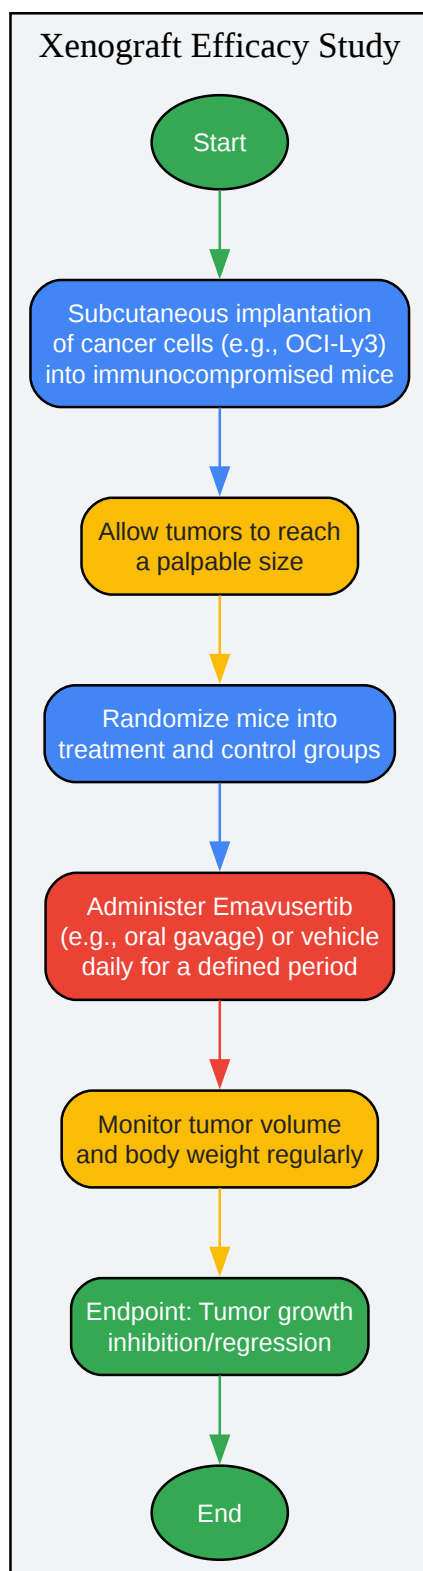 Xenograft Efficacy Study
Start
Subcutaneous implantation
of cancer cells (e.g., OCI-Ly3)
into immunocompromised mice
Allow tumors to reach
a palpable size
Randomize mice into
treatment and control groups
Administer Emavusertib
(e.g., oral gavage) or vehicle
daily for a defined period
Monitor tumor volume
and body weight regularly
Endpoint: Tumor growth
inhibition/regression
End